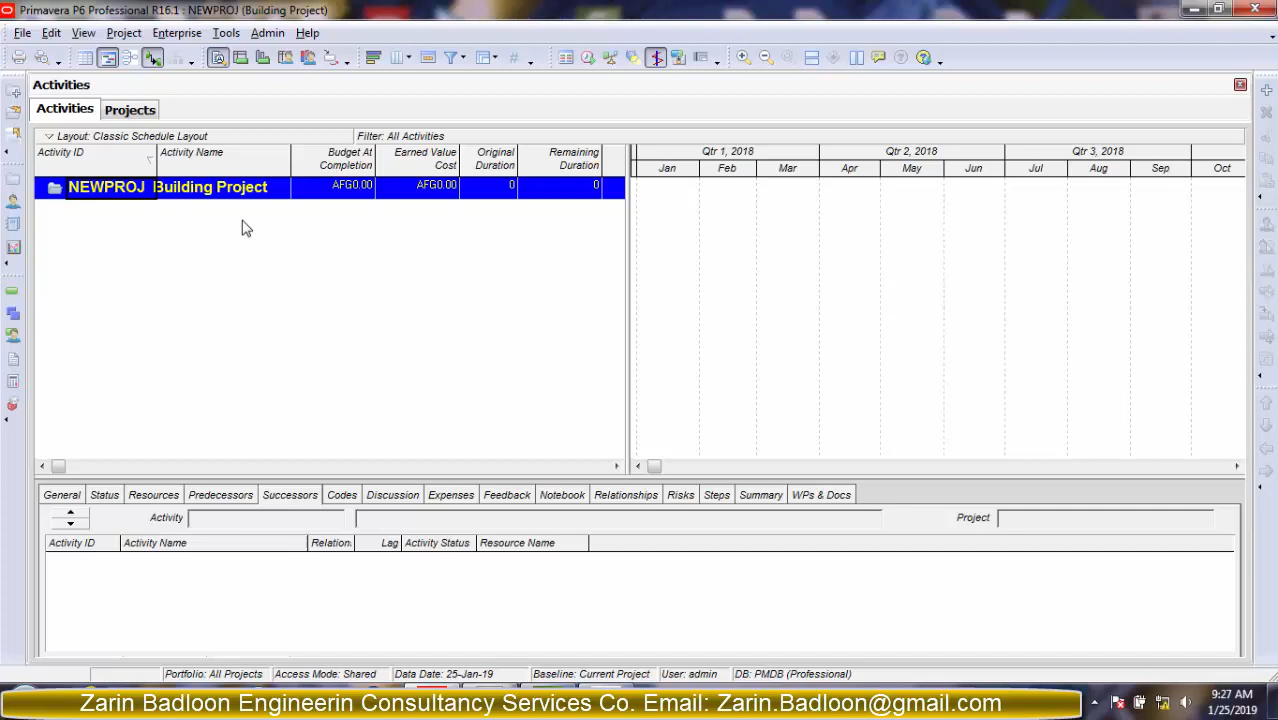 Primavera P6 Professional R16.1 : NEWPROJ (Building Project)
File Edit View Project Enterprise Tools Admin Help
Activities
Activities Projects
Layout: Classic Schedule Layout Filter: All Activities
Activity ID Activity Name Budget At Completion Earned Value Cost Original Duration Remaining Duration
Qtr 1, 2018 Qtr 2, 2018 Qtr 3, 2018
Jan Feb Mar Apr May Jun Jul Aug Sep Oct
NEWPROJ Building Project AFG0.00 AFG0.00 0 0
General Status Resources Predecessors Successors Codes Discussion Expenses Feedback Notebook Relationships Risks Steps Summary WPs & Docs
Activity Project
Activity ID Activity Name Relation: Lag Activity Status Resource Name
Portfolio: All Projects Access Mode: Shared Data Date: 25-Jan-19 Baseline: Current Project User: admin DB: PMDB (Professional)
Zarin Badloon Engineerin Consultancy Services Co. Email: Zarin.Badloon@gmail.com
9:27 AM
1/25/2019